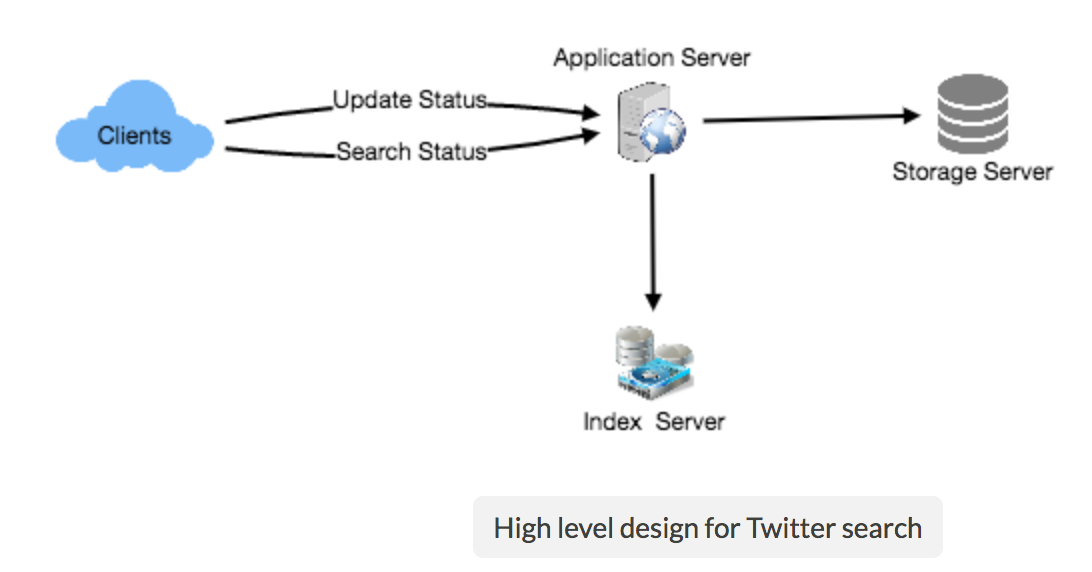 Application Server
Update Status
Clients
Search Status
Storage Server
Index Server
High level design for Twitter search